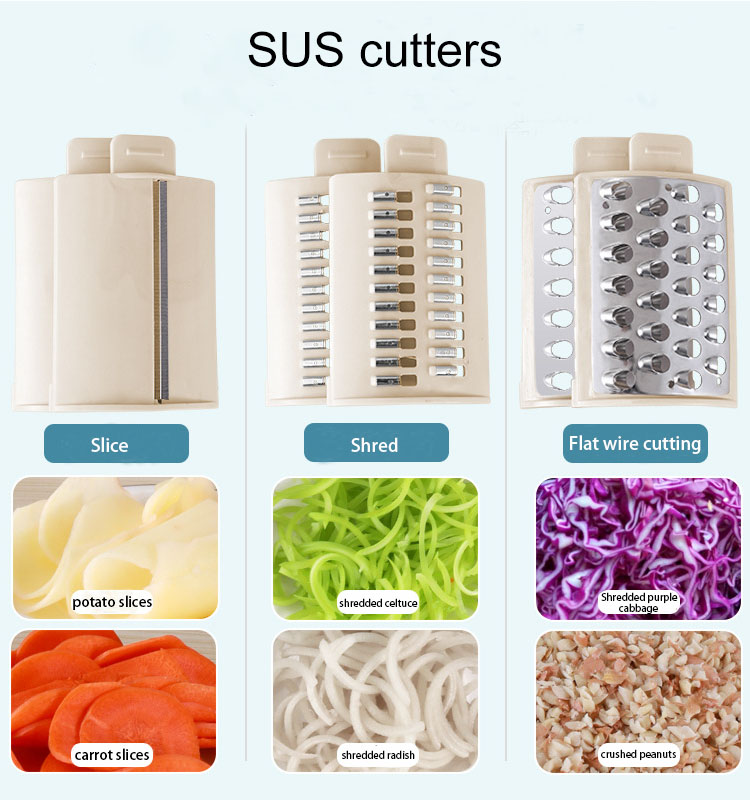 SUS cutters
Slice
Shred
Flat wire cutting
potato slices
shredded celtuce
Shredded purple
cabbage
carrot slices
shredded radish
crushed peanuts